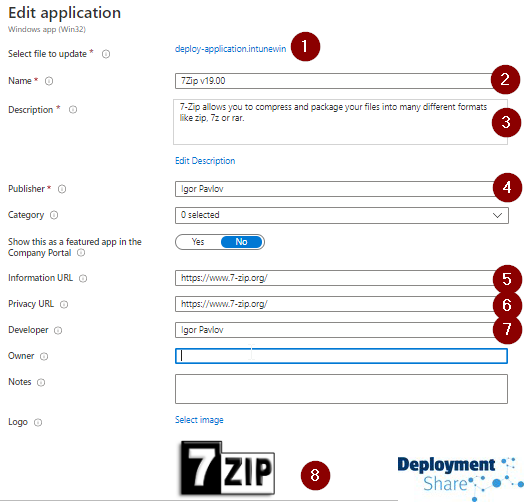 Edit application
Windows app (Win32)
Select file to update *
deploy-application.intunewin
1
Name *
7Zip v19.00
2
Description *
7-Zip allows you to compress and package your files into many different formats
like zip, 7z or rar.
3
Edit Description
Publisher *
Igor Pavlov
4
Category
0 selected
Show this as a featured app in the
Company Portal
Yes No
Information URL
https://www.7-zip.org/
5
Privacy URL
https://www.7-zip.org/
6
Developer
Igor Pavlov
7
Owner
Notes
Logo
Select image
7ZIP
8
Deployment
Share